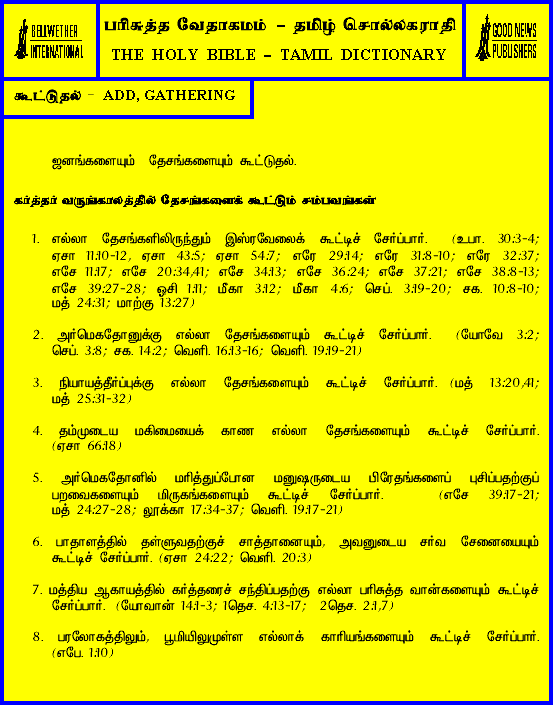 BELLWETHER
INTERNATIONAL
பரிசுத்த வேதாகமம் – தமிழ் சொல்லகராதி
THE HOLY BIBLE – TAMIL DICTIONARY
GOOD NEWS
PUBLISHERS
கூட்டுதல் – ADD, GATHERING
ஜனங்களையும் தேசங்களையும் கூட்டுதல்.
கர்த்தர் வருங்காலத்தில் தேசங்களைக் கூட்டும் சம்பவங்கள்
1. எல்லா தேசங்களிலிருந்தும் இஸ்ரவேலைக் கூட்டிச் சேர்ப்பார். (உபா. 30:3-4;
ஏசா 11:10-12, ஏசா 43:5; ஏசா 54:7; எரே 29:14; எரே 31:8-10; எரே 32:37;
எசே 11:17; எசே 20:34,41; எசே 34:13; எசே 36:24; எசே 37:21; எசே 38:8-13;
எசே 39:27-28; ஓசி 1:11; மீகா 3:12; மீகா 4:6; செப். 3:19-20; சக. 10:8-10;
மத் 24:31; மாற்கு 13:27)
2. அர்மெகதோனுக்கு எல்லா தேசங்களையும் கூட்டிச் சேர்ப்பார். (யோவே 3:2;
செப். 3:8; சக. 14:2; வெளி. 16:13-16; வெளி. 19:19-21)
3. நியாயத்தீர்ப்புக்கு எல்லா தேசங்களையும் கூட்டிச் சேர்ப்பார். (மத் 13:20,41;
மத் 25:31-32)
4. தம்முடைய மகிமையைக் காண எல்லா தேசங்களையும் கூட்டிச் சேர்ப்பார்.
(ஏசா 66:18)
5. அர்மெகதோனில் மரித்துப்போன மனுஷருடைய பிரேதங்களைப் புசிப்பதற்குப்
பறவைகளையும் மிருகங்களையும் கூட்டிச் சேர்ப்பார். (எசே 39:17-21;
மத் 24:27-28; லூக்கா 17:34-37; வெளி. 19:17-21)
6. பாதாளத்தில் தள்ளுவதற்குச் சாத்தானையும், அவனுடைய சர்வ சேனையையும்
கூட்டிச் சேர்ப்பார். (ஏசா 24:22; வெளி. 20:3)
7. மத்திய ஆகாயத்தில் கர்த்தரைச் சந்திப்பதற்கு எல்லா பரிசுத்த வான்களையும் கூட்டிச்
சேர்ப்பார். (யோவான் 14:1-3; 1தெச. 4:13-17; 2தெச. 2:1,7)
8. பரலோகத்திலும், பூமியிலுமுள்ள எல்லாக் காரியங்களையும் கூட்டிச் சேர்ப்பார்.
(எபே. 1:10)